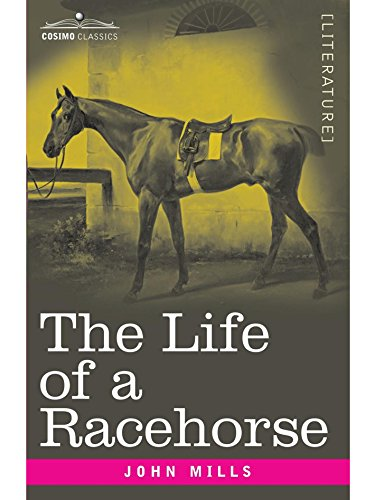 COSIMO CLASSICS
[LITERATURE]
The Life
of a
Racehorse
JOHN MILLS